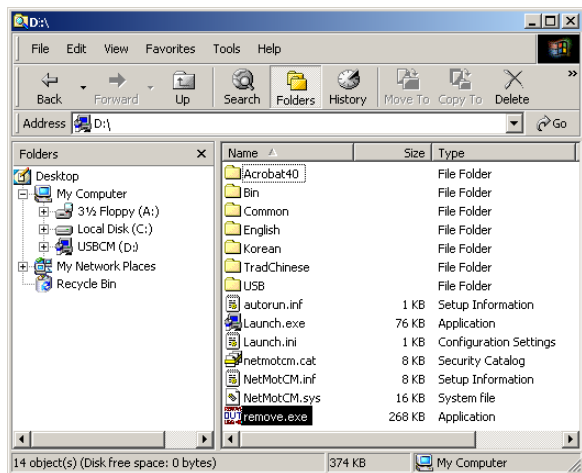 D:\
File Edit View Favorites Tools Help
Back Forward Up Search Folders History Move To Copy To Delete »
Address D:\ Go
Folders x Name Size Type
Desktop
My Computer
3½ Floppy (A:)
Local Disk (C:)
USBCM (D:)
My Network Places
Recycle Bin
Acrobat40 File Folder
Bin File Folder
Common File Folder
English File Folder
Korean File Folder
TradChinese File Folder
USB File Folder
autorun.inf 1 KB Setup Information
Launch.exe 76 KB Application
Launch.ini 1 KB Configuration Settings
netmotcm.cat 8 KB Security Catalog
NetMotCM.inf 8 KB Setup Information
NetMotCM.sys 16 KB System file
OUT remove.exe 268 KB Application
14 object(s) (Disk free space: 0 bytes) 374 KB My Computer